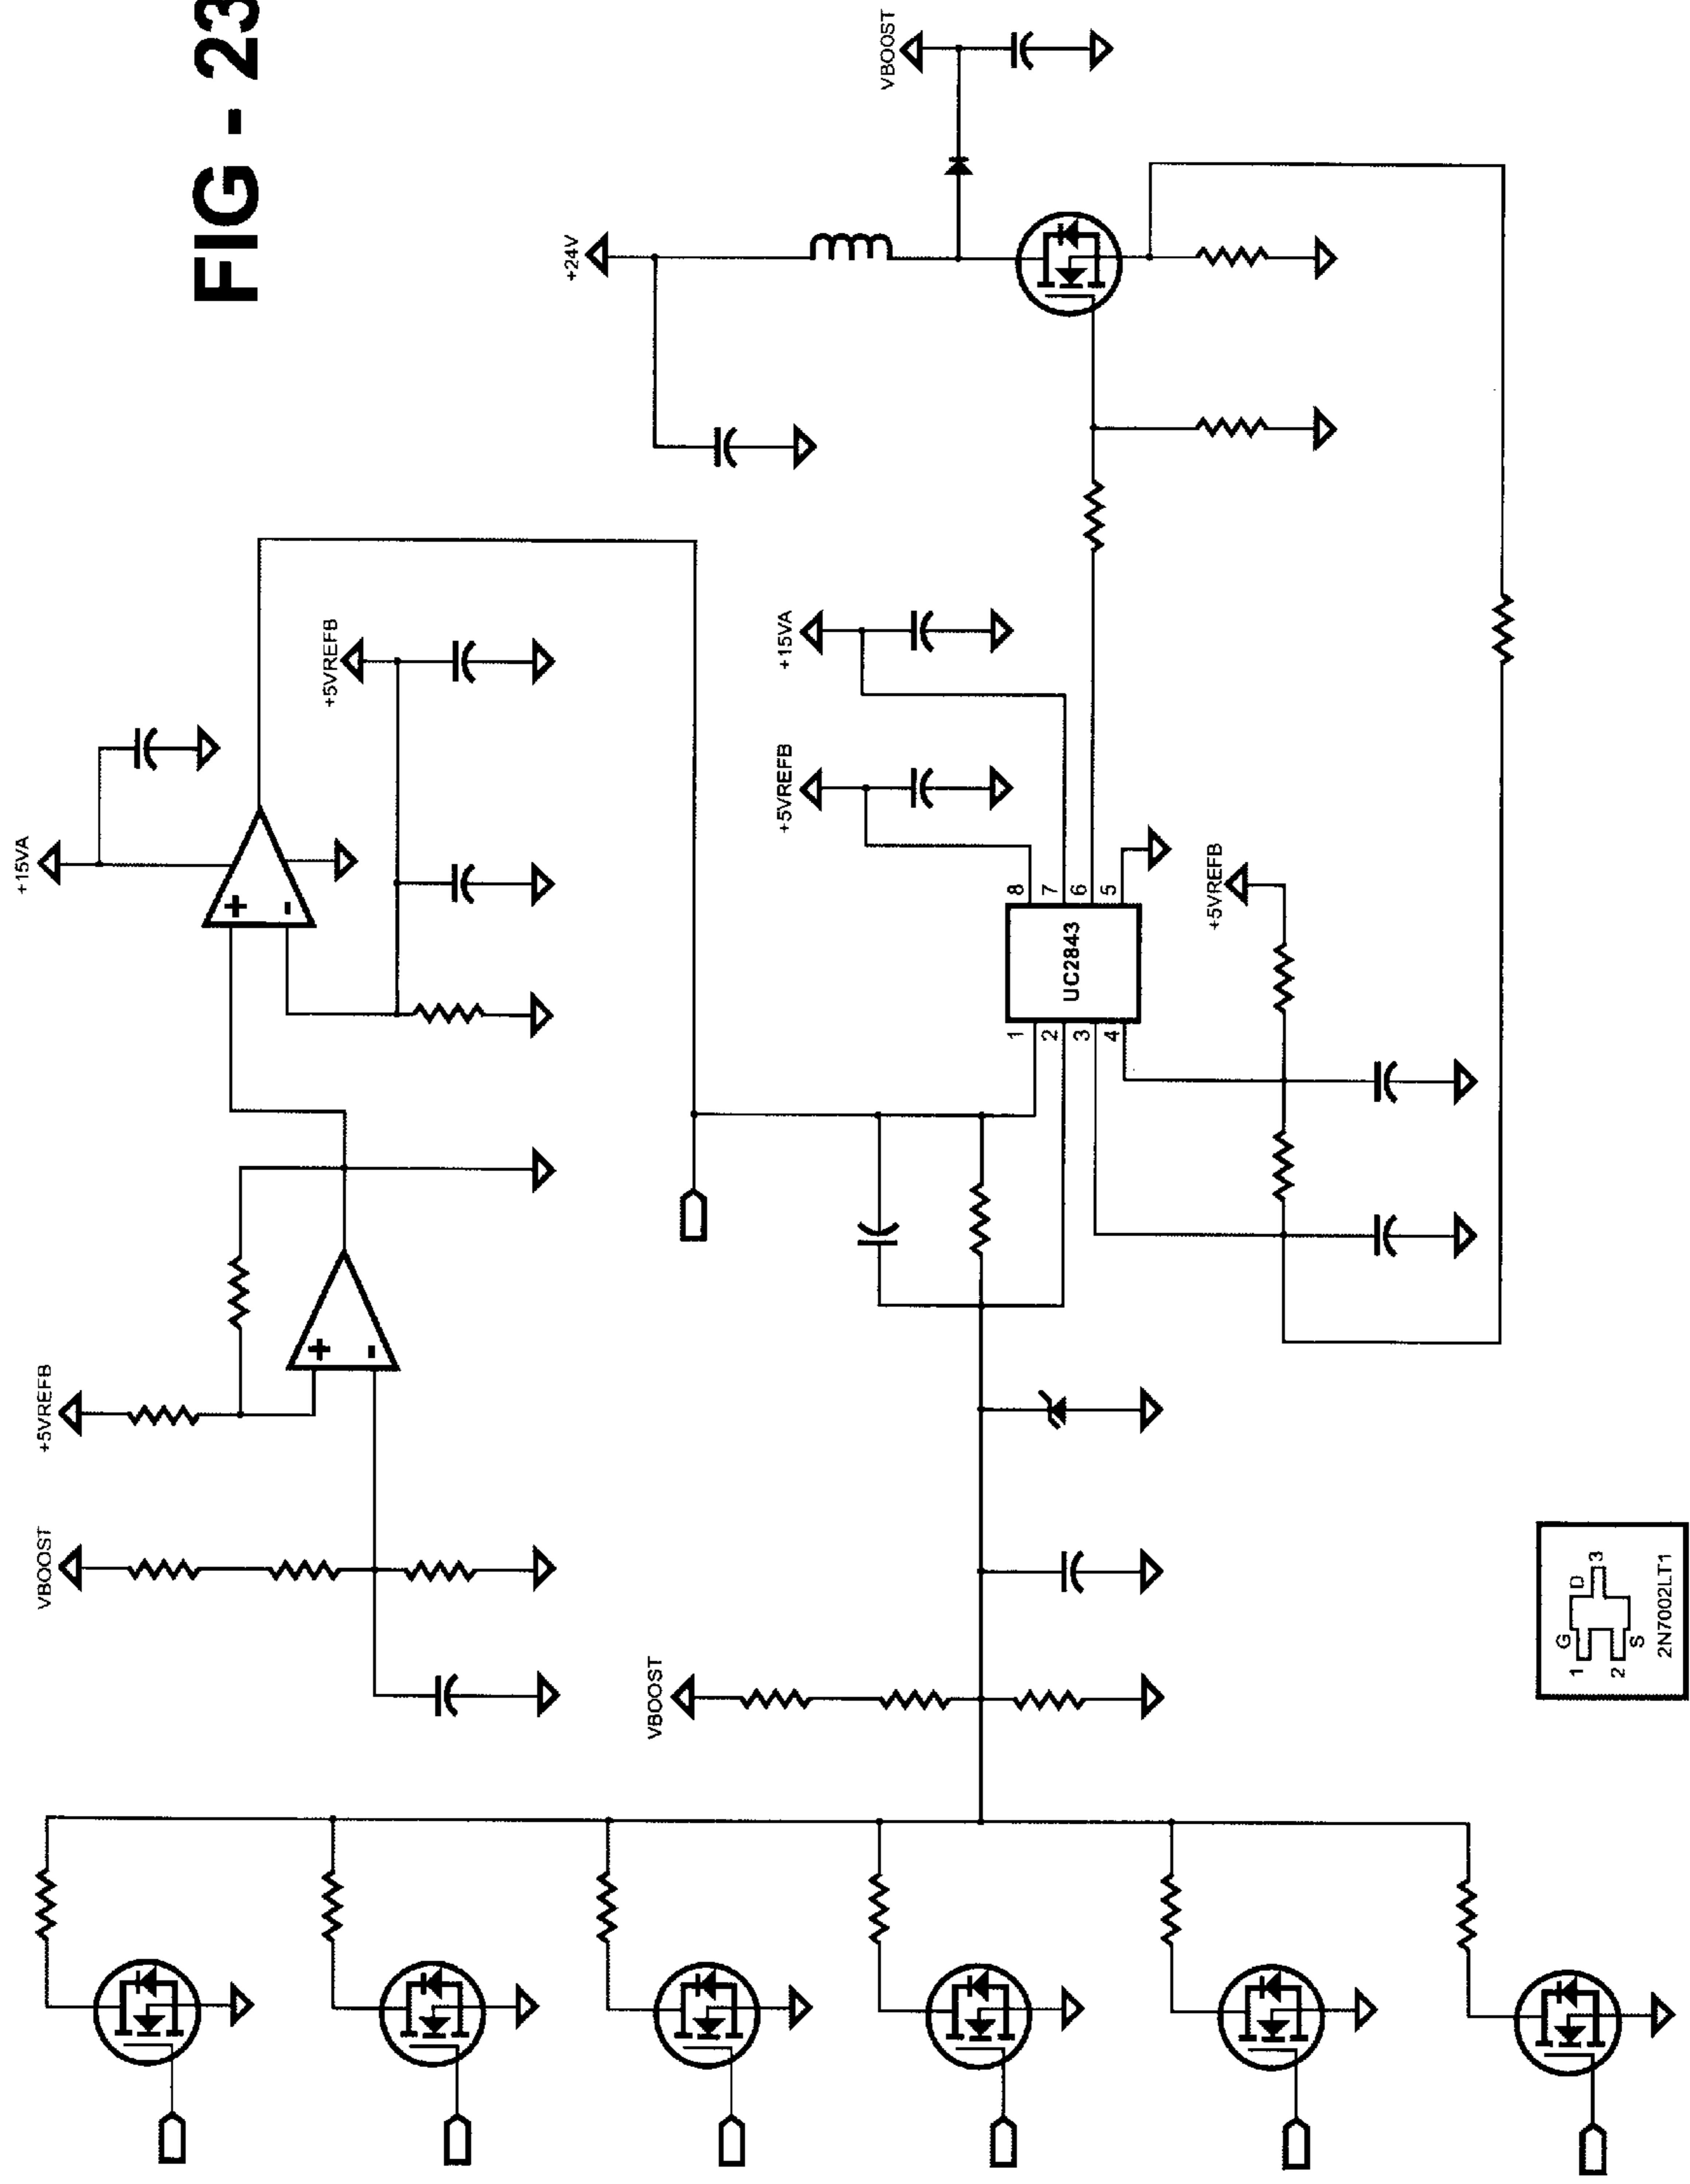 FIG - 23
+15VA
+5VREFB
+
-
+5VREFB
VBOOST
+
-
+24V
VBOOST
+15VA
+5VREFB
8
7
6
5
UC2843
1
2
3
4
+5VREFB
VBOOST
G
D
1
3
2
S
2N7002LT1